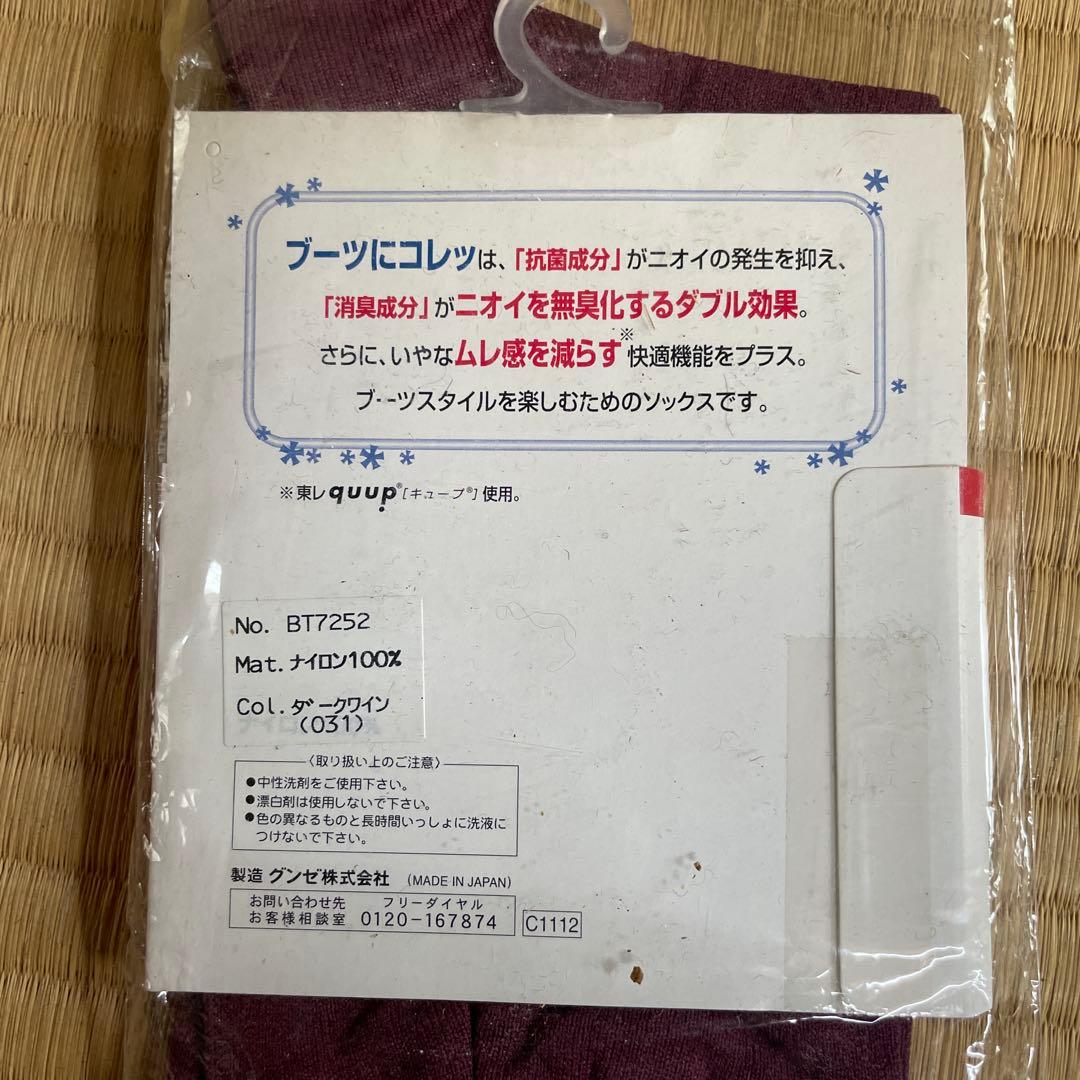 ブーツにコレッは、「抗菌成分」がニオイの発生を抑え、
「消臭成分」がニオイを無臭化するダブル効果。
さらに、いやなムレ感を減らす※快適機能をプラス。
ブーツスタイルを楽しむためのソックスです。
※東レquup®[キューブ®]使用。
No. BT7252
Mat. ナイロン100%
Col. ダークワイン
(031)
〈取り扱い上のご注意〉
●中性洗剤をご使用下さい。
●漂白剤は使用しないで下さい。
●色の異なるものと長時間いっしょに洗液に
つけないで下さい。
製造 グンゼ株式会社 (MADE IN JAPAN)
お問い合わせ先 フリーダイヤル
お客様相談室 0120-167874
C1112